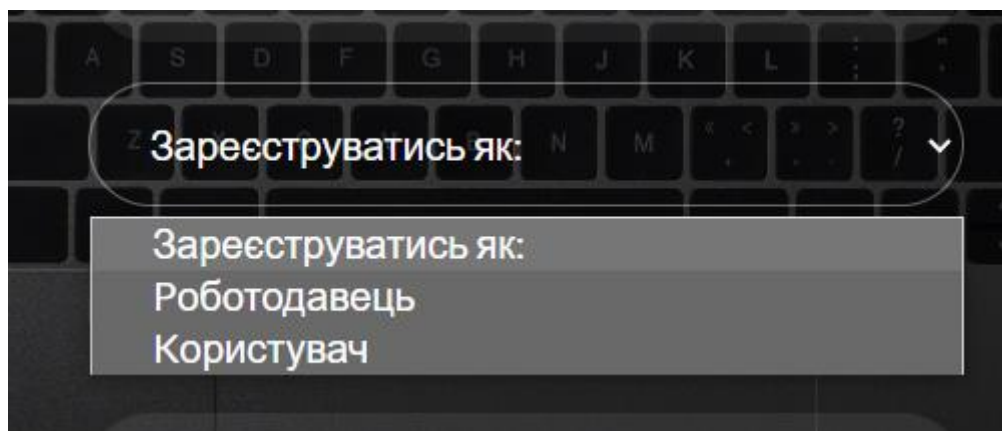 A S D F G H J K L : ; " '
Z N M « < , » > . ? /
Зареєструватись як:
Зареєструватись як:
Роботодавець
Користувач